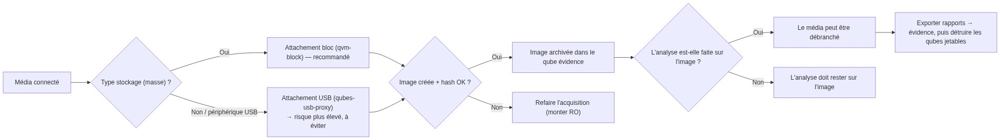 Média connecté
Type stockage (masse) ?
Oui
Non / périphérique USB
Attachement bloc (qvm-
block) — recommandé
Attachement USB (qubes-
usb-proxy)
→ risque plus élevé, à
éviter
Image créée + hash OK ?
Oui
Non
Image archivée dans le
qube évidence
Refaire l'acquisition
(monter RO)
L'analyse est-elle faite sur
l'image ?
Oui
Non
Le média peut être
débranché
L'analyse doit rester sur
l'image
Exporter rapports →
évidence, puis détruire les
qubes jetables